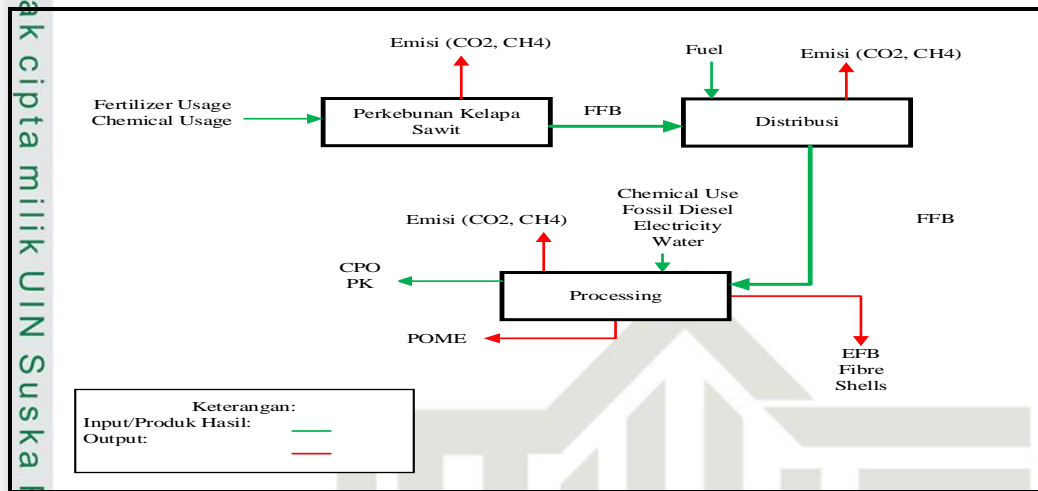 ak cipta milik UIN Suska
Emisi (CO2, CH4)
Fuel
Emisi (CO2, CH4)
Fertilizer Usage
Chemical Usage
Perkebunan Kelapa
Sawit
FFB
Distribusi
Chemical Use
Fossil Diesel
Electricity
Water
Emisi (CO2, CH4)
FFB
CPO
PK
Processing
POME
EFB
Fibre
Shells
Keterangan:
Input/Produk Hasil:
Output: